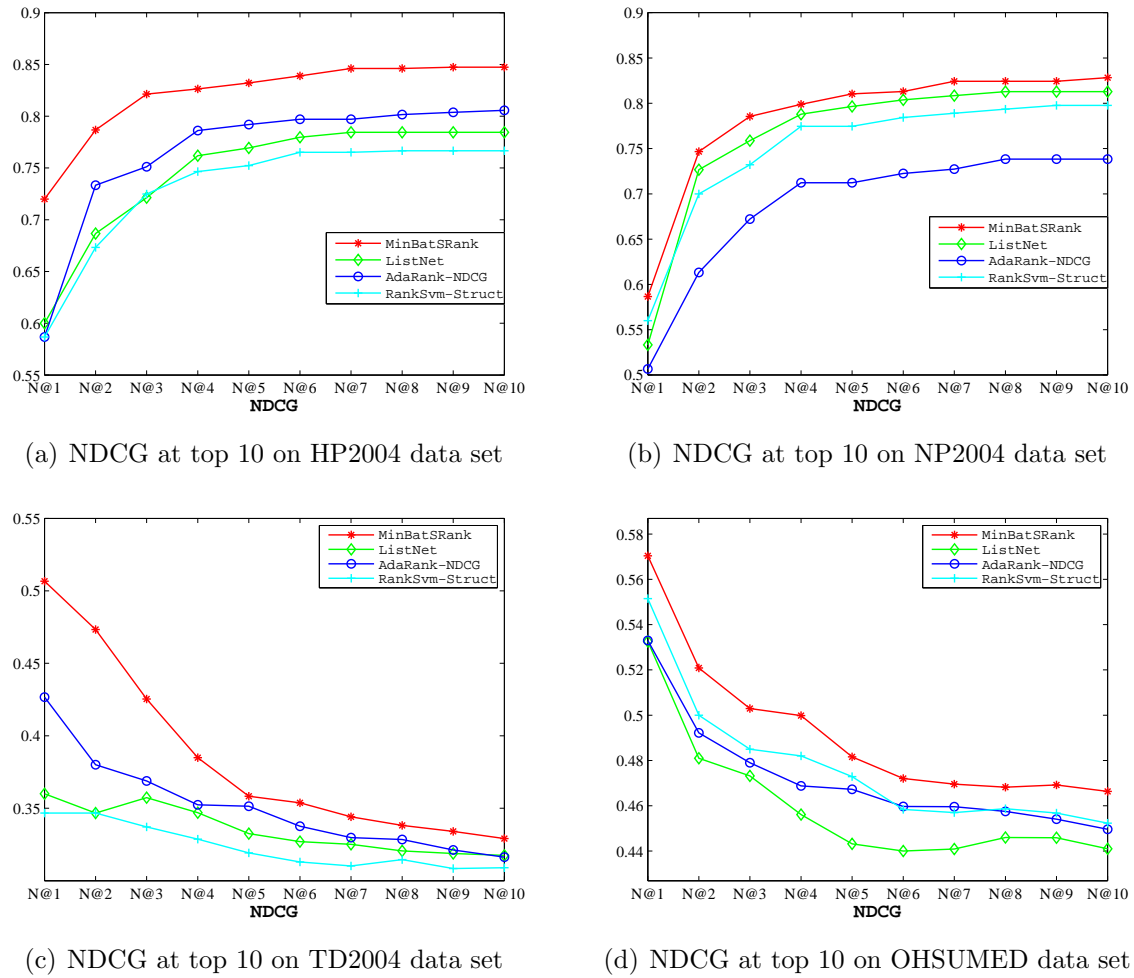 0.9
0.85
0.8
0.75
0.7
0.65
0.6
0.55
MinBatSRank
ListNet
AdaRank-NDCG
RankSvm-Struct
N@1 N@2 N@3 N@4 N@5 N@6 N@7 N@8 N@9 N@10
NDCG
(a) NDCG at top 10 on HP2004 data set
0.9
0.85
0.8
0.75
0.7
0.65
0.6
0.55
0.5
MinBatSRank
ListNet
AdaRank-NDCG
RankSvm-Struct
N@1 N@2 N@3 N@4 N@5 N@6 N@7 N@8 N@9 N@10
NDCG
(b) NDCG at top 10 on NP2004 data set
0.55
0.5
0.45
0.4
0.35
MinBatSRank
ListNet
AdaRank-NDCG
RankSvm-Struct
N@1 N@2 N@3 N@4 N@5 N@6 N@7 N@8 N@9 N@10
NDCG
(c) NDCG at top 10 on TD2004 data set
0.58
0.56
0.54
0.52
0.5
0.48
0.46
0.44
MinBatSRank
ListNet
AdaRank-NDCG
RankSvm-Struct
N@1 N@2 N@3 N@4 N@5 N@6 N@7 N@8 N@9 N@10
NDCG
(d) NDCG at top 10 on OHSUMED data set